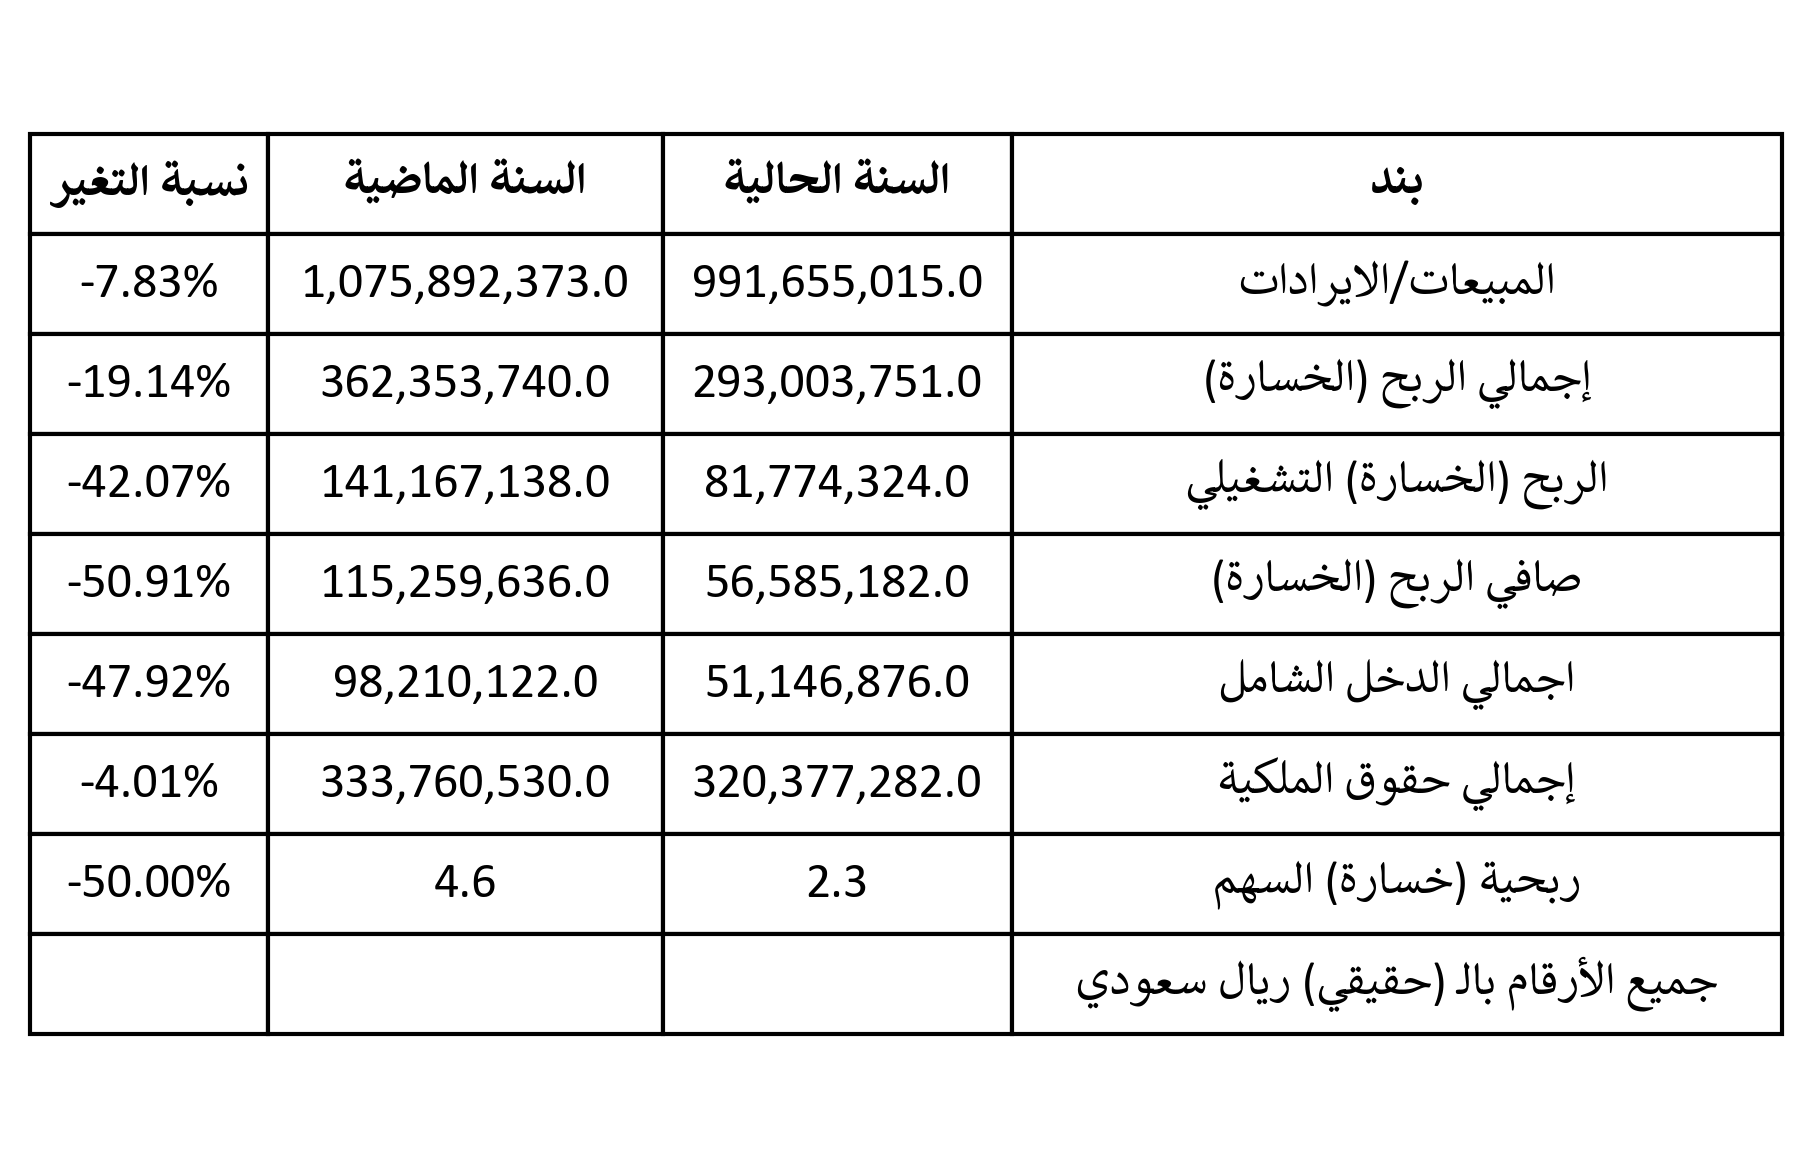 بند السنة الحالية السنة الماضية نسبة التغير
المبيعات/الايرادات 991,655,015.0 1,075,892,373.0 -7.83%
إجمالي الربح (الخسارة) 293,003,751.0 362,353,740.0 -19.14%
الربح (الخسارة) التشغيلي 81,774,324.0 141,167,138.0 -42.07%
صافي الربح (الخسارة) 56,585,182.0 115,259,636.0 -50.91%
اجمالي الدخل الشامل 51,146,876.0 98,210,122.0 -47.92%
إجمالي حقوق الملكية 320,377,282.0 333,760,530.0 -4.01%
ربحية (خسارة) السهم 2.3 4.6 -50.00%
جميع الأرقام بالـ (حقيقي) ريال سعودي